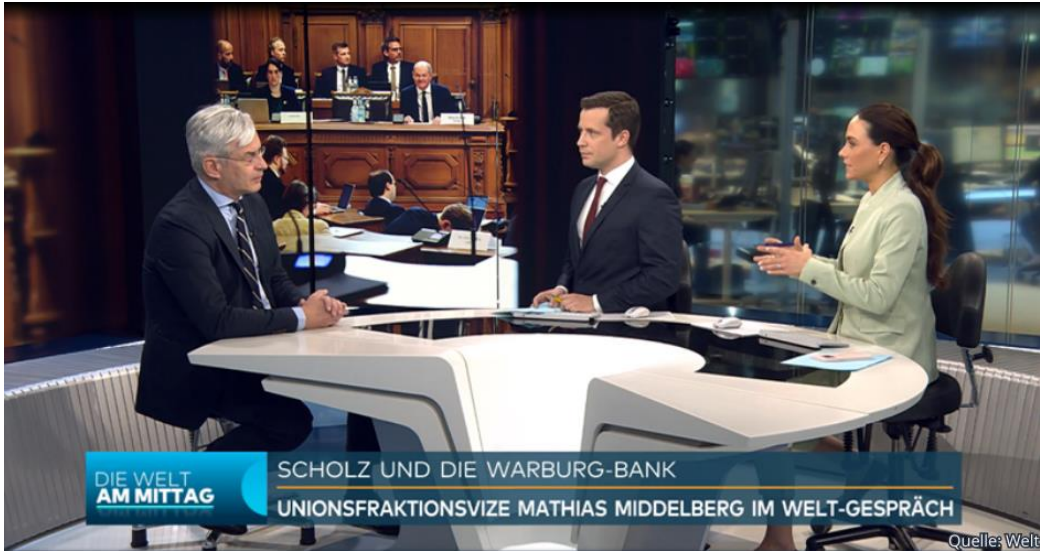 DIE WELT
AM MITTAG
SCHOLZ UND DIE WARBURG-BANK
UNIONSFRAKTIONSVIZE MATHIAS MIDDELBERG IM WELT-GESPRÄCH
Quelle: Welt